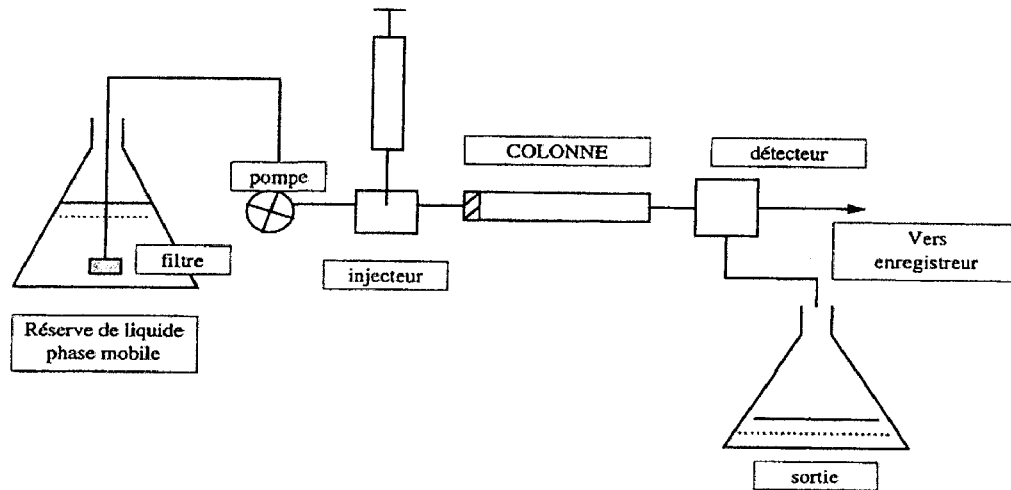 COLONNE
détecteur
pompe
filtre
injecteur
Vers
enregistreur
Réserve de liquide
phase mobile
sortie